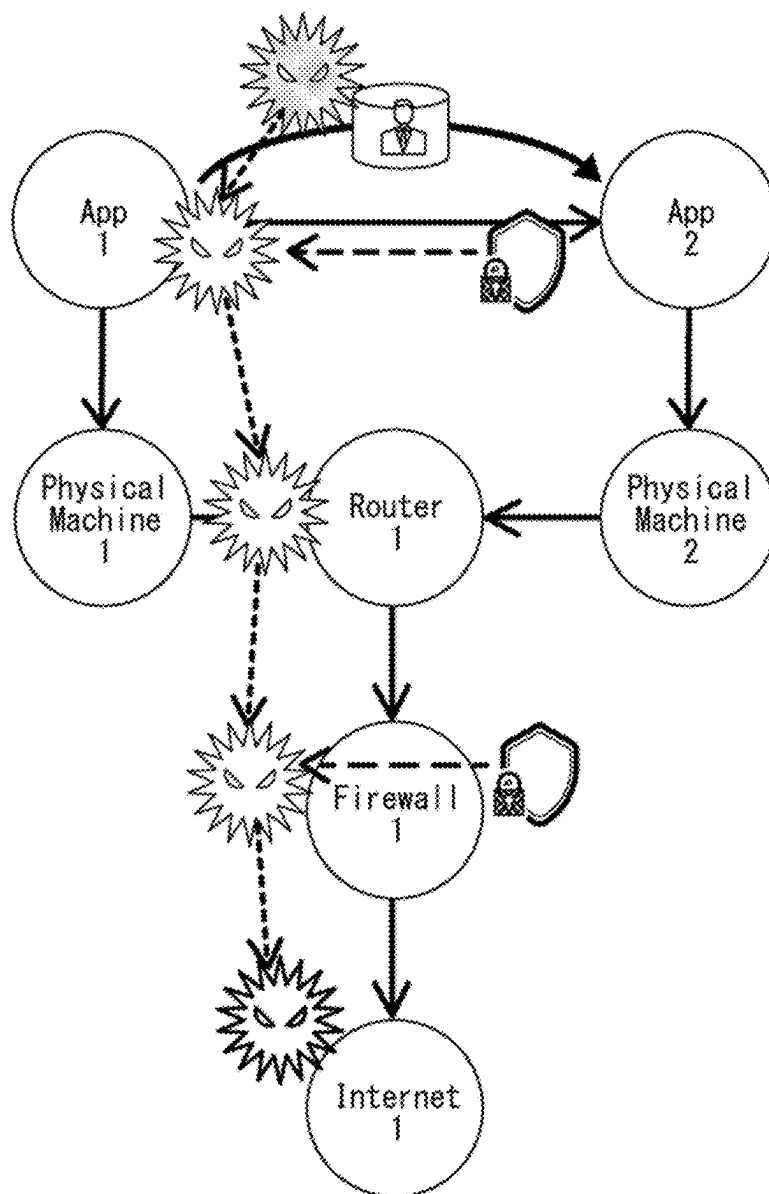 App
1
App
2
Physical
Machine
1
Router
1
Physical
Machine
2
Firewall
1
Internet
1